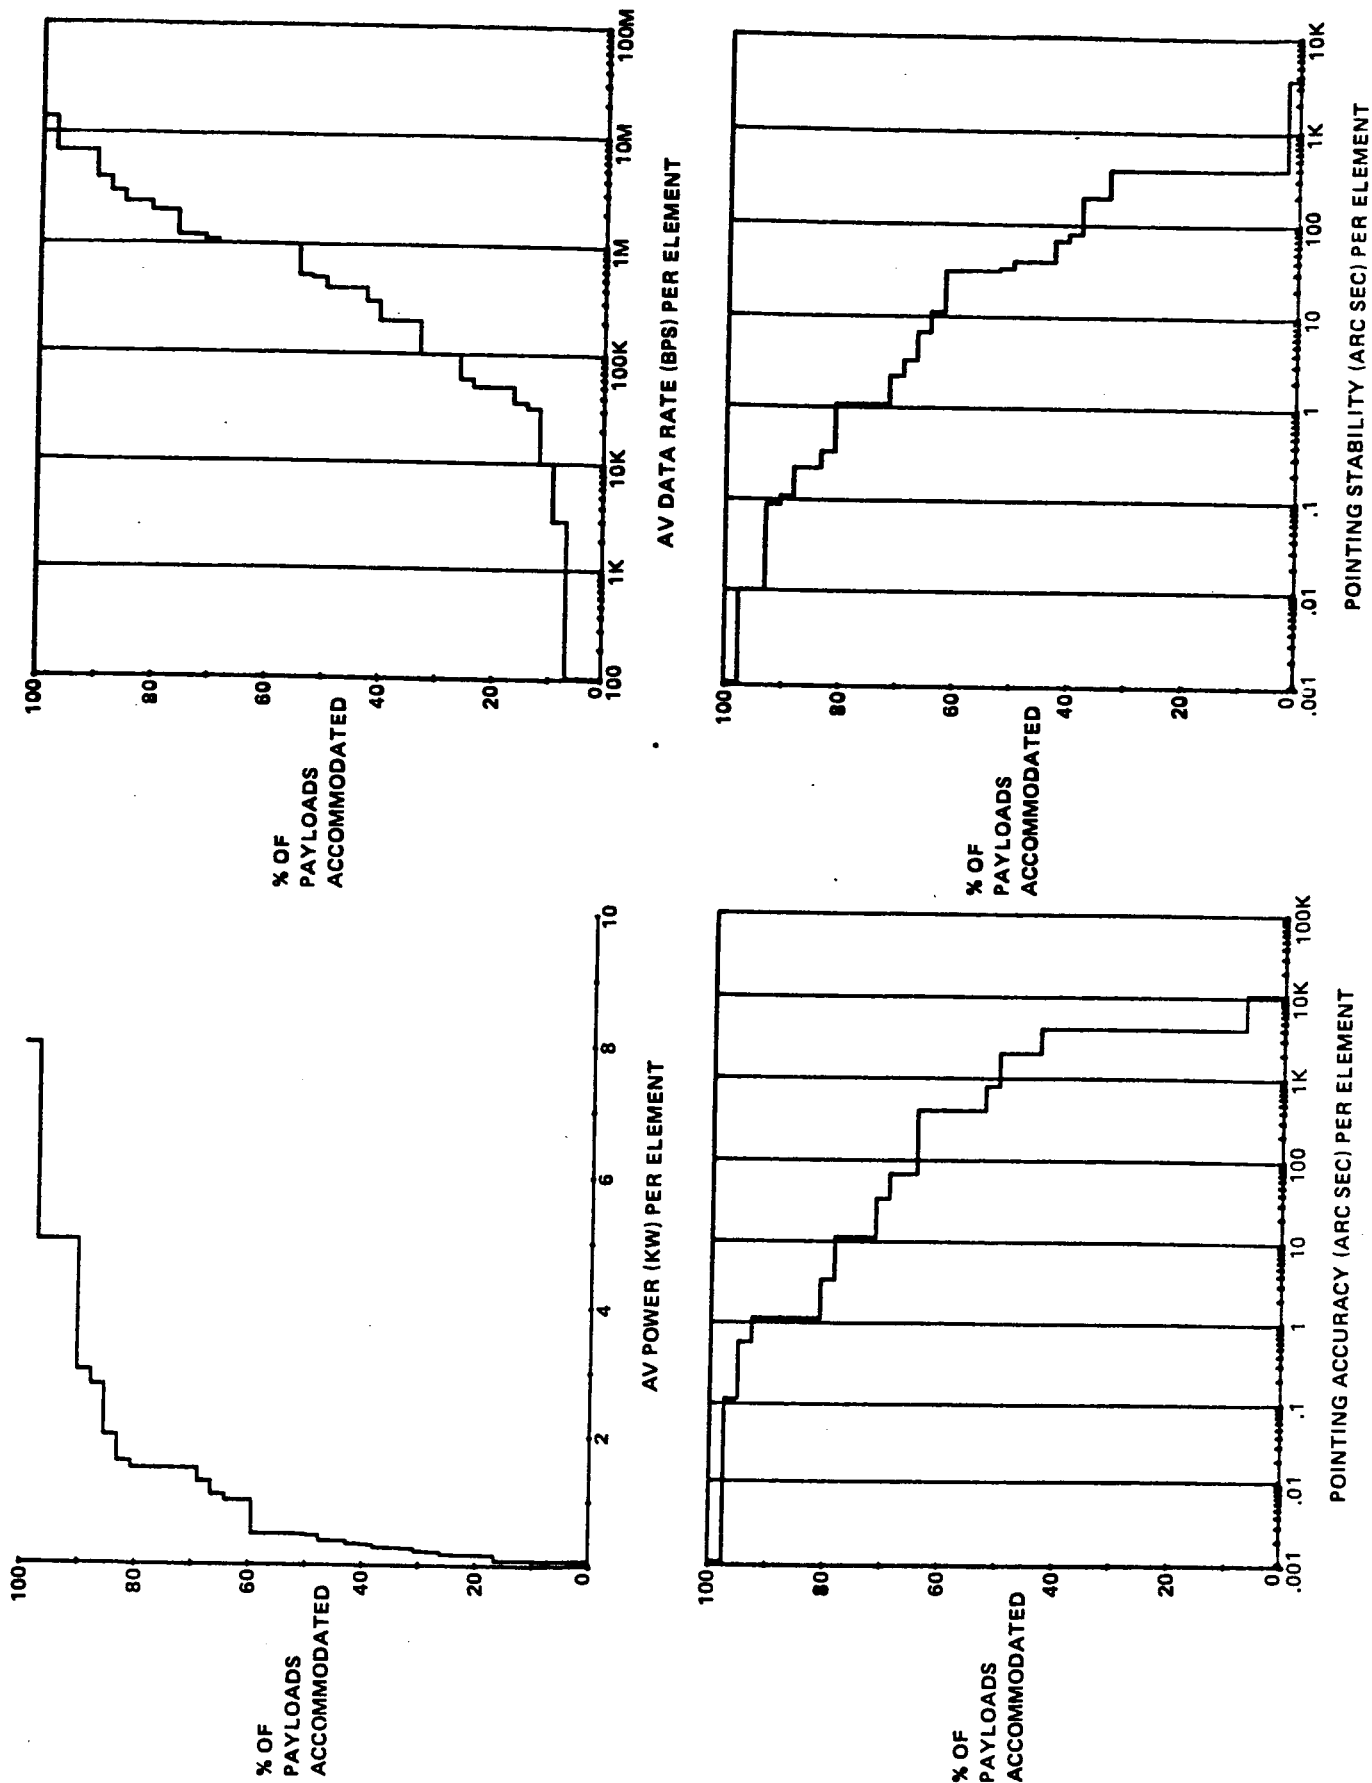 % OF
PAYLOADS
ACCOMMODATED
100
80
60
40
20
0
2
4
6
8
10
AV POWER (KW) PER ELEMENT
% OF
PAYLOADS
ACCOMMODATED
100
80
60
40
20
0
100
1K
10K
100K
1M
10M
100M
AV DATA RATE (BPS) PER ELEMENT
% OF
PAYLOADS
ACCOMMODATED
100
80
60
40
20
0
.001
.01
.1
1
10
100
1K
10K
100K
POINTING ACCURACY (ARC SEC) PER ELEMENT
% OF
PAYLOADS
ACCOMMODATED
100
80
60
40
20
0
.001
.01
.1
1
10
100
1K
10K
POINTING STABILITY (ARC SEC) PER ELEMENT